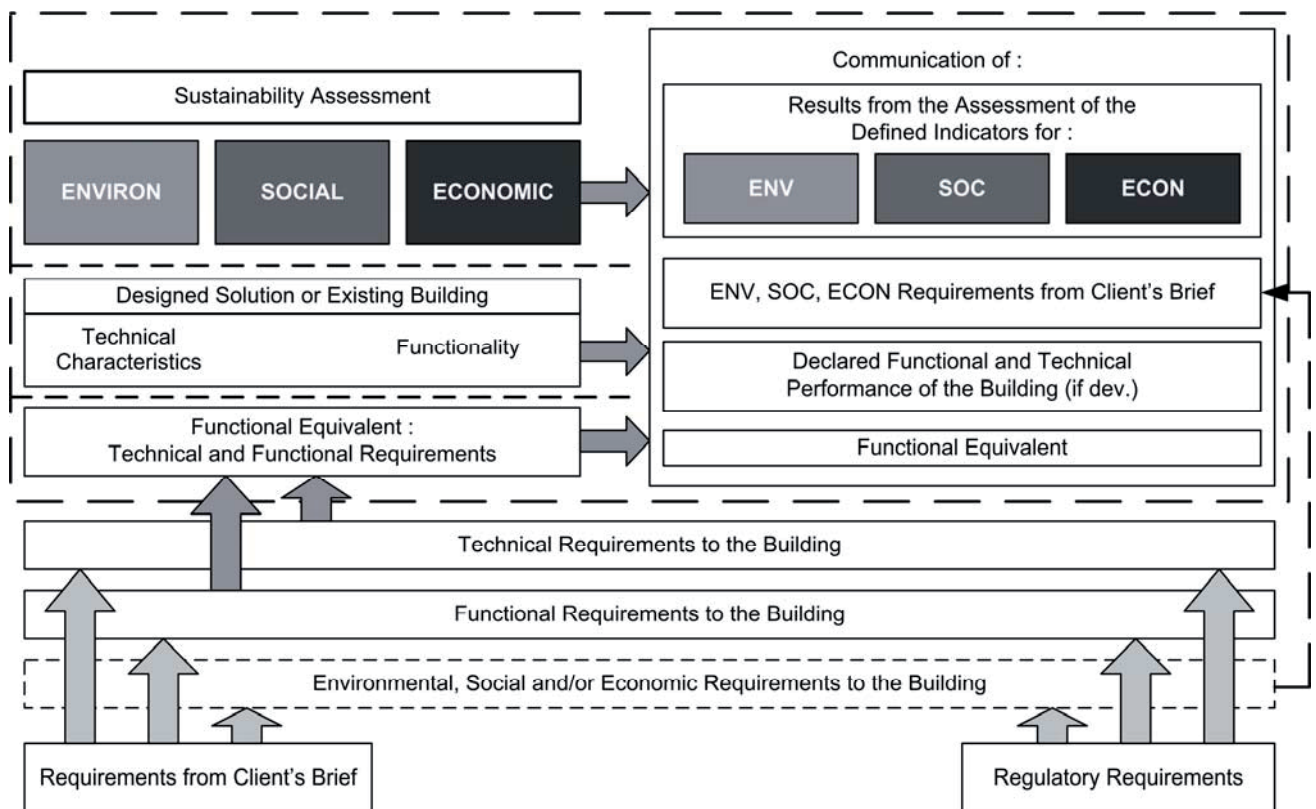 Sustainability Assessment
ENVIRON
SOCIAL
ECONOMIC
Designed Solution or Existing Building
Technical
Characteristics
Functionality
Functional Equivalent :
Technical and Functional Requirements
Communication of :
Results from the Assessment of the
Defined Indicators for :
ENV
SOC
ECON
ENV, SOC, ECON Requirements from Client's Brief
Declared Functional and Technical
Performance of the Building (if dev.)
Functional Equivalent
Technical Requirements to the Building
Functional Requirements to the Building
Environmental, Social and/or Economic Requirements to the Building
Requirements from Client's Brief
Regulatory Requirements